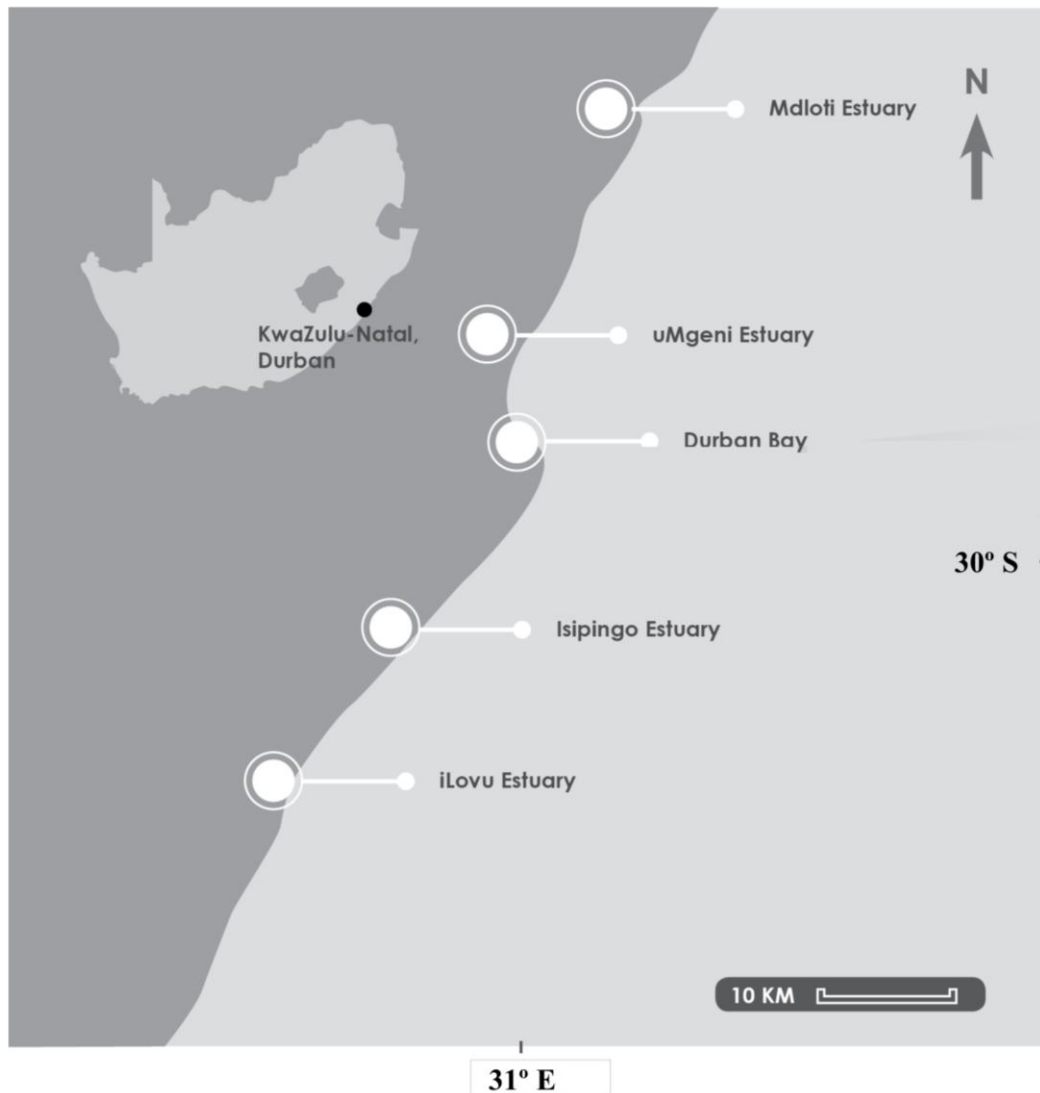 N
Mdloti Estuary
KwaZulu-Natal,
Durban
uMgeni Estuary
Durban Bay
30º S
Isipingo Estuary
iLovu Estuary
10 KM
31º E